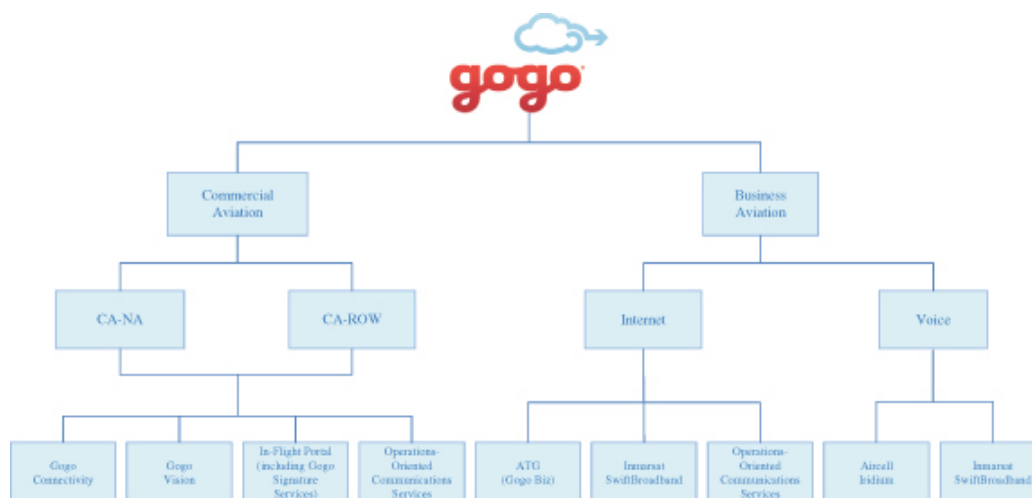 gogo
Commercial
Aviation
Business
Aviation
CA-NA
CA-ROW
Internet
Voice
Gogo
Connectivity
Gogo
Vision
In-Flight Portal
(including Gogo
Signature
Services)
Operations-
Oriented
Communications
Services
ATG
(Gogo Biz)
Inmarsat
SwiftBroadband
Operations-
Oriented
Communications
Services
Aircell
Iridium
Inmarsat
SwiftBroadband